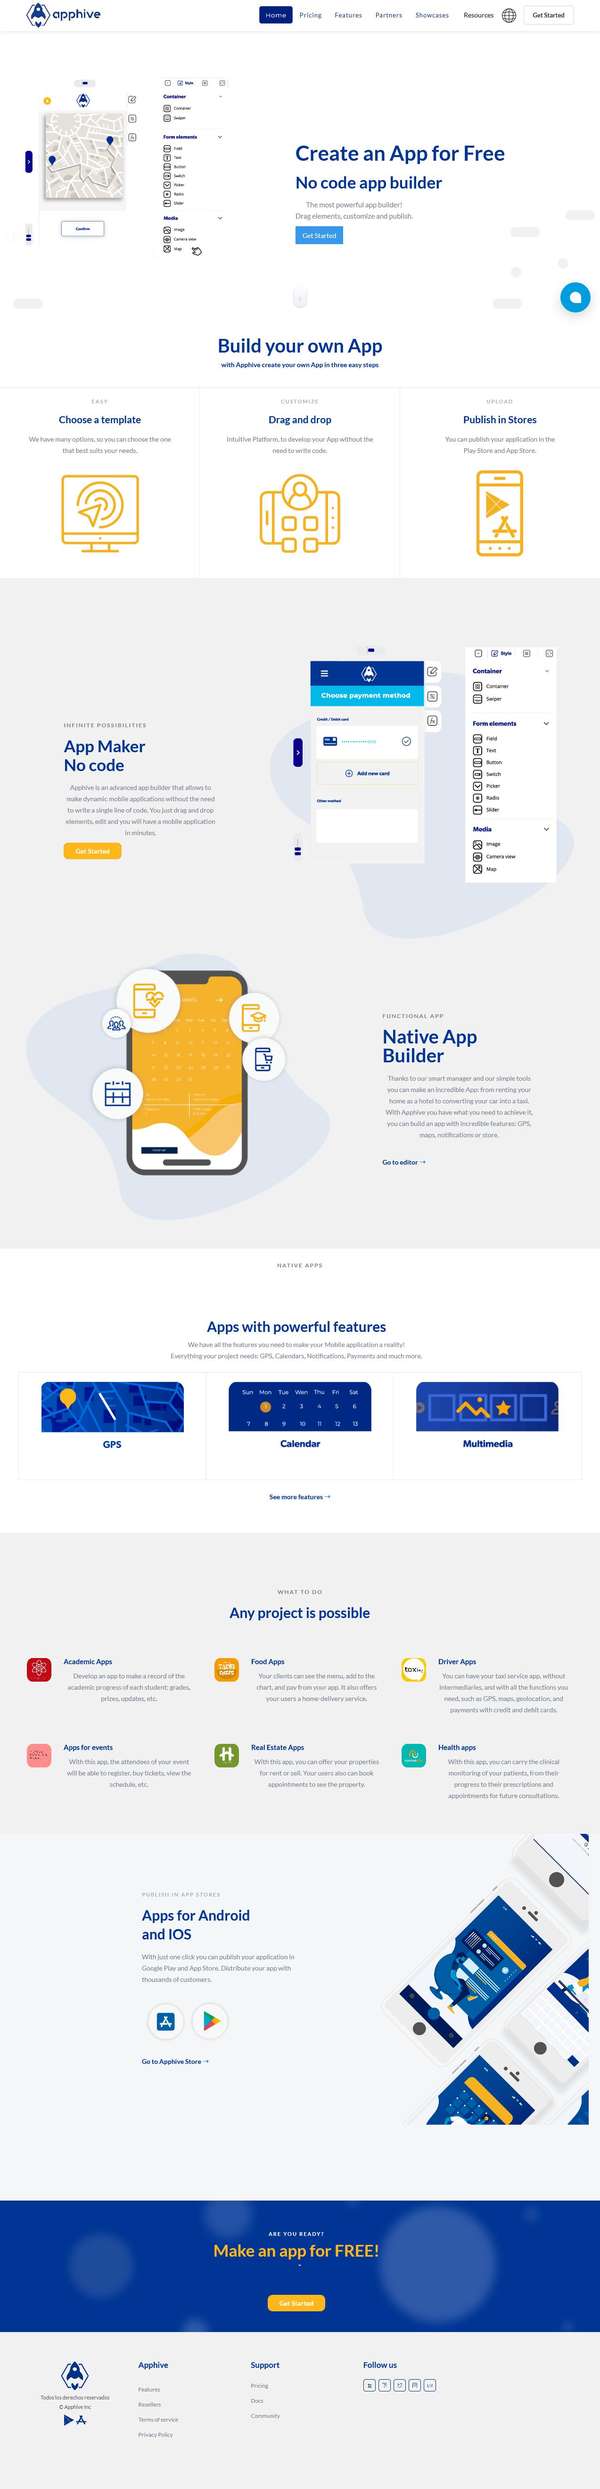 apphive
Home Pricing Features Partners Showcases Resources Get Started
Style
Container
Container
Swiper
Form elements
Field
Text
Button
Switch
Picker
Radio
Slider
Media
Image
Camera view
Map
Confirm
Create an App for Free
No code app builder
The most powerful app builder!
Drag elements, customize and publish.
Get Started
Build your own App
with Apphive create your own App in three easy steps
EASY
Choose a template
We have many options, so you can choose the one
that best suits your needs.
CUSTOMIZE
Drag and drop
Intuitive Platform, to develop your App without the
need to write code.
UPLOAD
Publish in Stores
You can publish your application in the
Play Store and App Store.
INFINITE POSSIBILITIES
App Maker
No code
Apphive is an advanced app builder that allows to
make dynamic mobile applications without the need
to write a single line of code. You just drag and drop
elements, edit and you will have a mobile application
in minutes.
Get Started
Choose payment method
Credit / Debit card
Add new card
Other method
Style
Container
Container
Swiper
Form elements
Field
Text
Button
Switch
Picker
Radio
Slider
Media
Image
Camera view
Map
FUNCTIONAL APP
Native App
Builder
Thanks to our smart manager and our simple tools
you can make an incredible App: from renting your
home as a hotel to converting your car into a taxi.
With Apphive you have what you need to achieve it,
you can build an app with incredible features: GPS,
maps, notifications or store.
Go to editor →
NATIVE APPS
Apps with powerful features
We have all the features you need to make your Mobile application a reality!
Everything your project needs: GPS, Calendars, Notifications, Payments and much more.
GPS
Sun Mon Tue Wen Thu Fri Sat
1 2 3 4 5 6
7 8 9 10 11 12 13
Calendar
Multimedia
See more features →
WHAT TO DO
Any project is possible
Academic Apps
Develop an app to make a record of the
academic progress of each student: grades,
prizes, updates, etc.
Food Apps
Your clients can see the menu, add to the
chart, and pay from your app. It also offers
your users a home delivery service.
Driver Apps
You can have your taxi service app, without
intermediaries, and with all the functions you
need, such as GPS, maps, geolocation, and
payments with credit and debit cards.
Apps for events
With this app, the attendees of your event
will be able to register, buy tickets, view the
schedule, etc.
Real Estate Apps
With this app, you can offer your properties
for rent or sell. Your users also can book
appointments to see the property.
Health apps
With this app, you can carry the clinical
monitoring of your patients, from their
progress to their prescriptions and
appointments for future consultations.
PUBLISH IN APP STORES
Apps for Android
and IOS
With just one click you can publish your application in
Google Play and App Store. Distribute your app with
thousands of customers.
Go to Apphive Store →
ARE YOU READY?
Make an app for FREE!
-
Get Started
Todos los derechos reservados
© Apphive Inc
Apphive
Features
Resellers
Terms of service
Privacy Policy
Support
Pricing
Docs
Community
Follow us